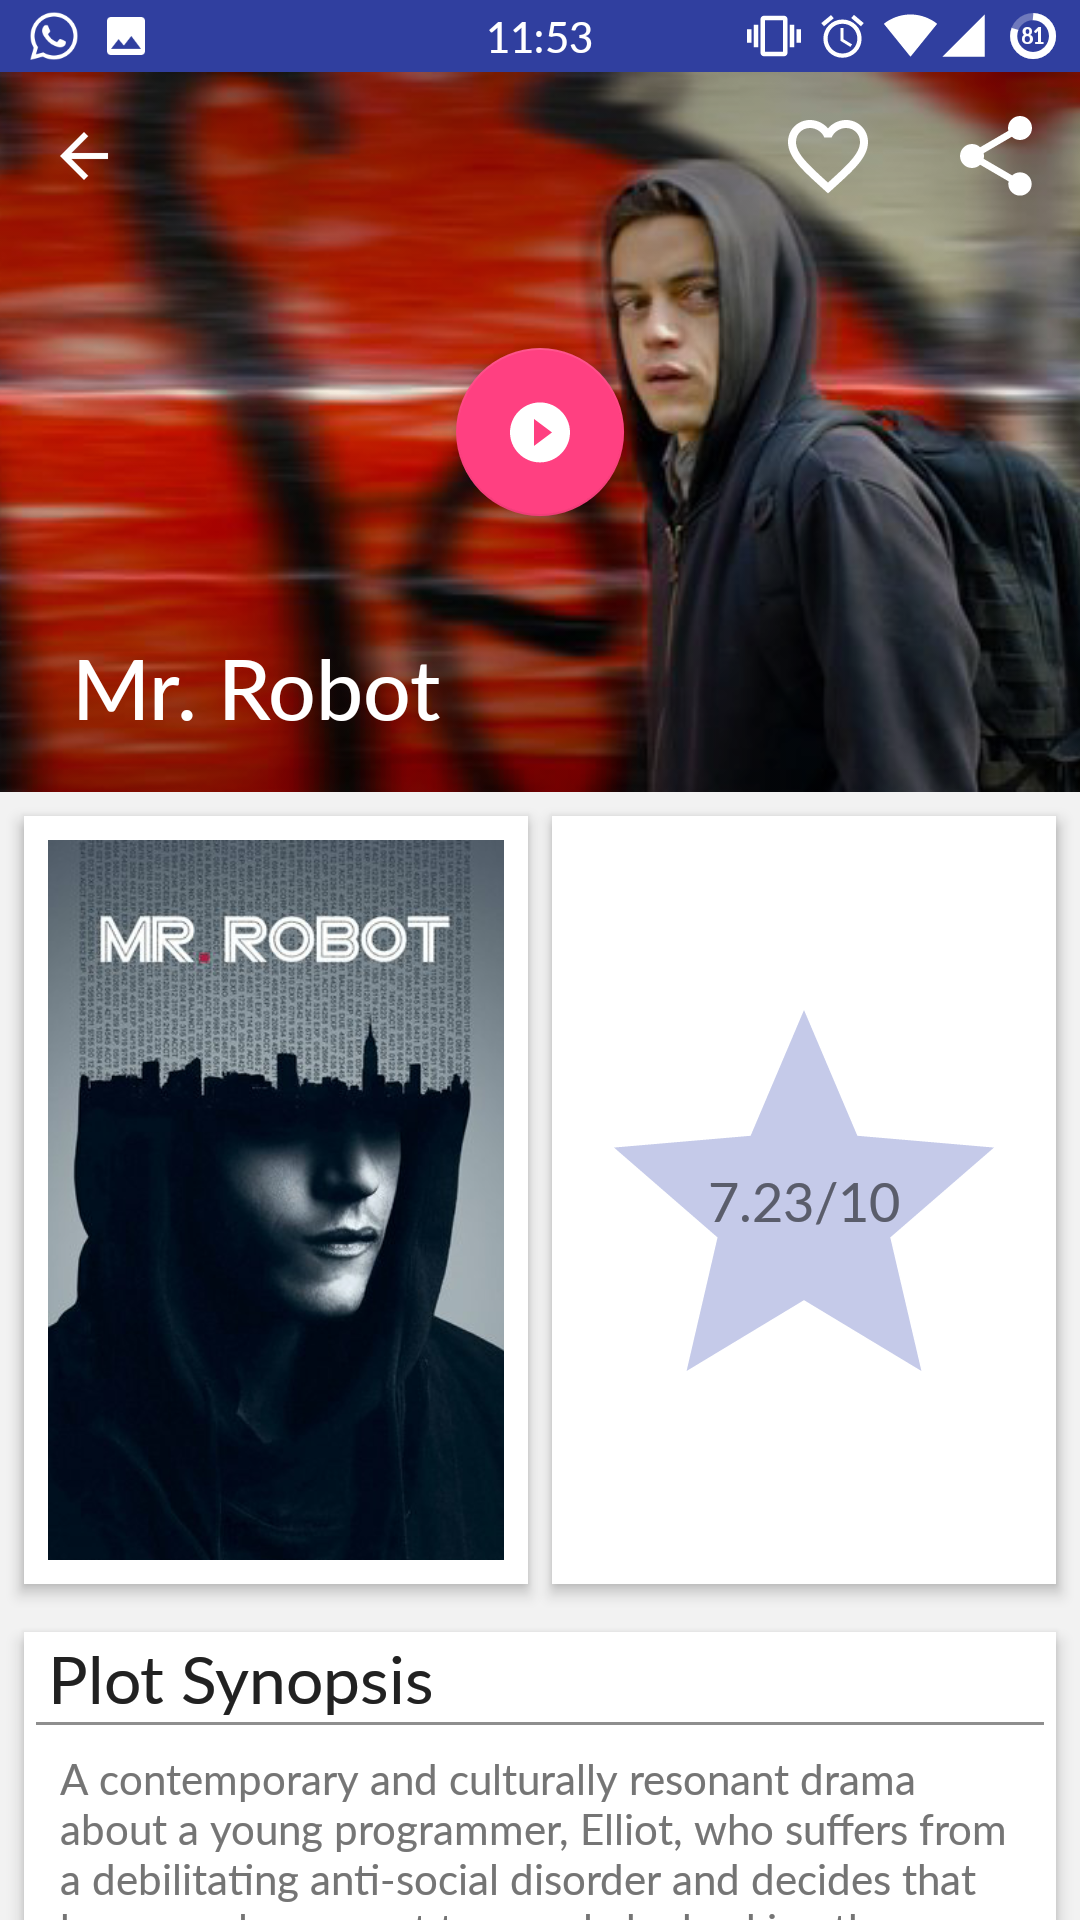 11:53
81
Mr. Robot
MR. ROBOT
7.23/10
Plot Synopsis
A contemporary and culturally resonant drama
about a young programmer, Elliot, who suffers from
a debilitating anti-social disorder and decides that